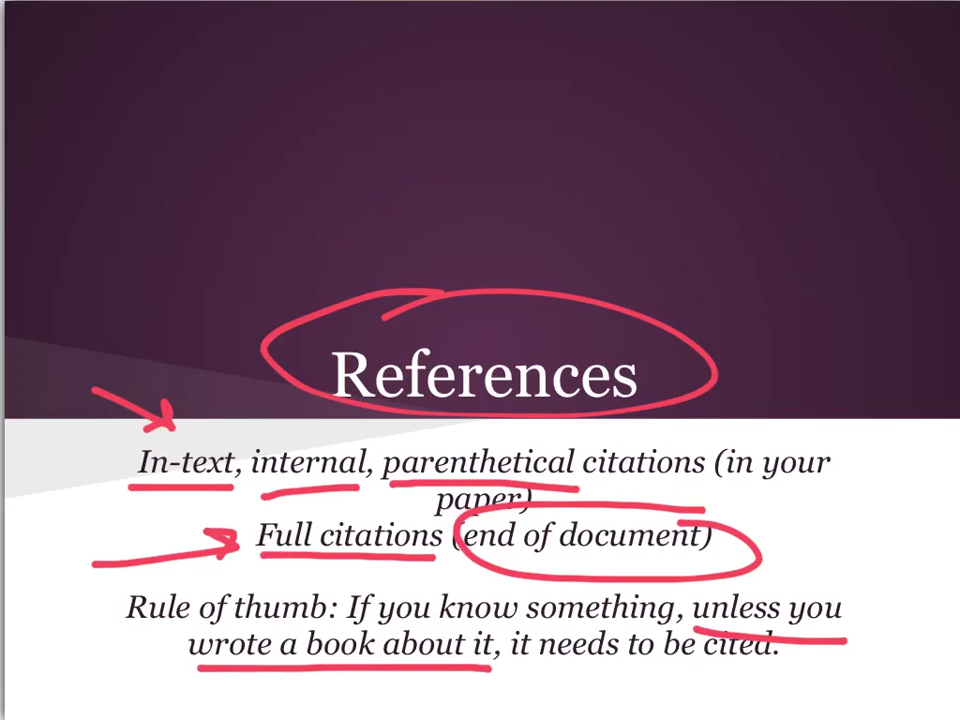 References
In-text, internal, parenthetical citations (in your
paper)
Full citations (end of document)
Rule of thumb: If you know something, unless you
wrote a book about it, it needs to be cited.